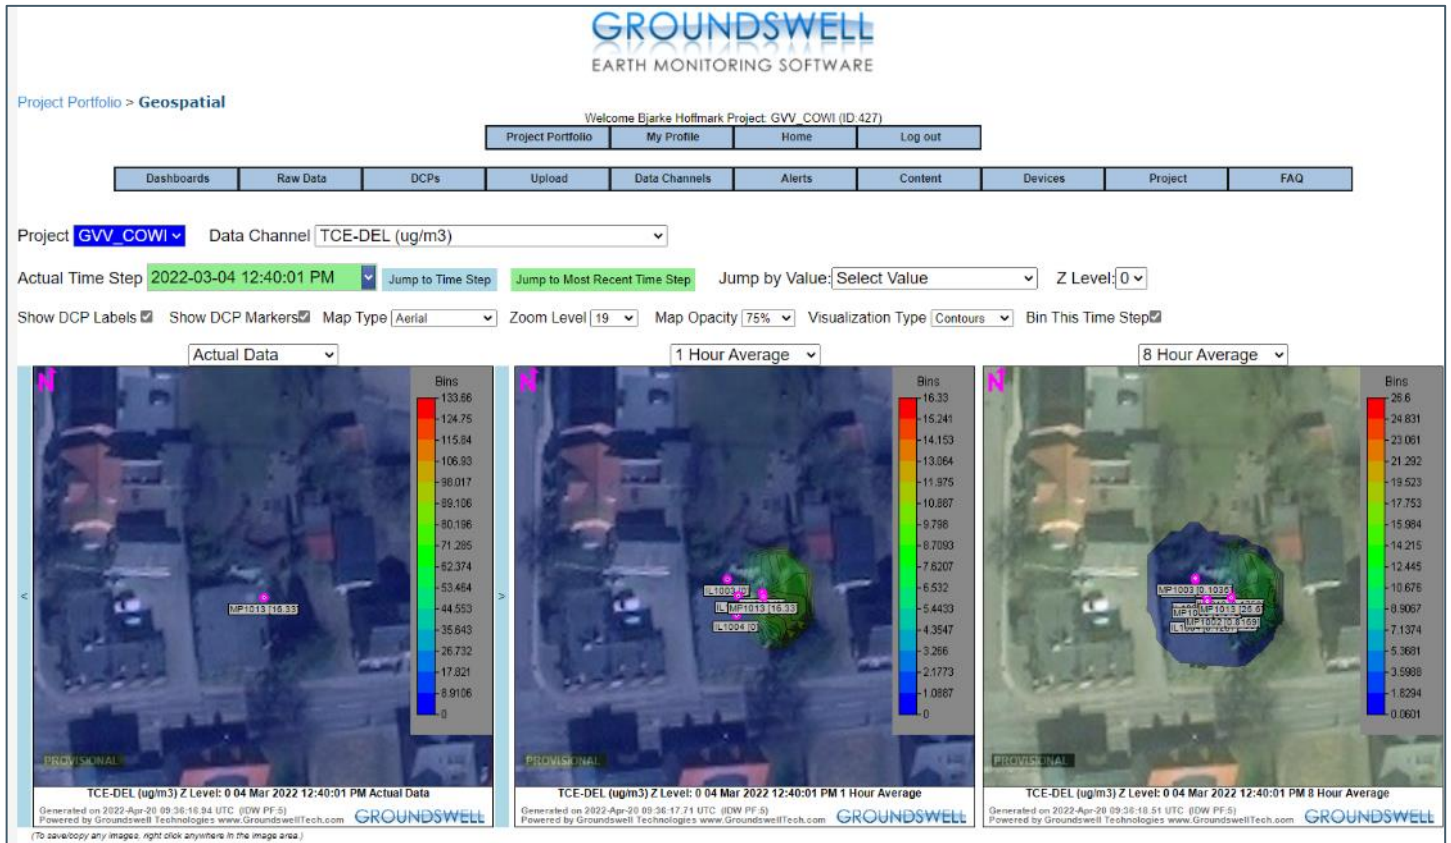 GROUNDSWELL
EARTH MONITORING SOFTWARE
Project Portfolio > Geospatial
Welcome Bjarke Hoffmark Project: GVV_COWI (ID:427)
Project Portfolio My Profile Home Log out
Dashboards Raw Data DCPs Upload Data Channels Alerts Content Devices Project FAQ
Project GVV_COWI Data Channel TCE-DEL (ug/m3)
Actual Time Step 2022-03-04 12:40:01 PM Jump to Time Step Jump to Most Recent Time Step Jump by Value: Select Value Z Level: 0
Show DCP Labels Show DCP Markers Map Type Aerial Zoom Level 19 Map Opacity 75% Visualization Type Contours Bin This Time Step
Actual Data
N
Bins
133.66
124.75
115.84
106.93
98.017
89.106
80.196
71.285
62.374
53.464
44.553
35.643
26.732
17.821
8.9106
0
<
MP1013 [16.33]
PROVISIONAL
TCE-DEL (ug/m3) Z Level: 0 04 Mar 2022 12:40:01 PM Actual Data
Generated on 2022-Apr-20 09:36:16.94 UTC (IDW PF:5)
Powered by Groundswell Technologies www.GroundswellTech.com GROUNDSWELL
>
1 Hour Average
N
Bins
16.33
15.241
14.153
13.064
11.975
10.887
9.798
8.7093
7.6207
6.532
5.4433
4.3547
3.266
2.1773
1.0887
0
IL1003 [0]
MP1013 [16.33]
IL1004 [0]
PROVISIONAL
TCE-DEL (ug/m3) Z Level: 0 04 Mar 2022 12:40:01 PM 1 Hour Average
Generated on 2022-Apr-20 09:36:17.71 UTC (IDW PF:5)
Powered by Groundswell Technologies www.GroundswellTech.com GROUNDSWELL
8 Hour Average
N
Bins
26.6
24.831
23.061
21.292
19.523
17.753
15.984
14.215
12.445
10.676
8.9067
7.1374
5.3681
3.5988
1.8294
0.0601
MP1003 [0.1035]
MP1013 [26.6]
MP1002 [0.8169]
PROVISIONAL
TCE-DEL (ug/m3) Z Level: 0 04 Mar 2022 12:40:01 PM 8 Hour Average
Generated on 2022-Apr-20 09:36:18.51 UTC (IDW PF:5)
Powered by Groundswell Technologies www.GroundswellTech.com GROUNDSWELL
(To save/copy any images, right click anywhere in the image area.)